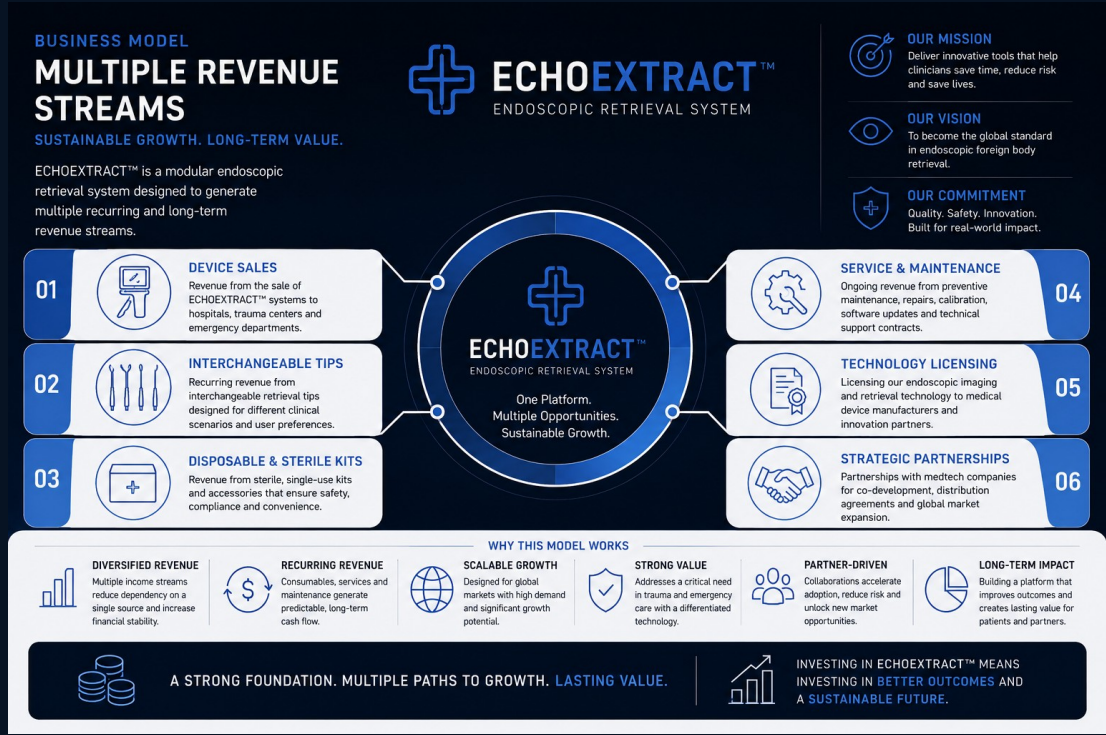 BUSINESS MODEL
MULTIPLE REVENUE
STREAMS
SUSTAINABLE GROWTH. LONG-TERM VALUE.
ECHOEXTRACT™ is a modular endoscopic
retrieval system designed to generate
multiple recurring and long-term
revenue streams.
ECHOEXTRACT™
ENDOSCOPIC RETRIEVAL SYSTEM
OUR MISSION
Deliver innovative tools that help
clinicians save time, reduce risk
and save lives.
OUR VISION
To become the global standard
in endoscopic foreign body
retrieval.
OUR COMMITMENT
Quality. Safety. Innovation.
Built for real-world impact.
01
DEVICE SALES
Revenue from the sale of
ECHOEXTRACT™ systems to
hospitals, trauma centers and
emergency departments.
02
INTERCHANGEABLE TIPS
Recurring revenue from
interchangeable retrieval tips
designed for different clinical
scenarios and user preferences.
03
DISPOSABLE & STERILE KITS
Revenue from sterile, single-use kits
and accessories that ensure safety,
compliance and convenience.
ECHOEXTRACT™
ENDOSCOPIC RETRIEVAL SYSTEM
One Platform.
Multiple Opportunities.
Sustainable Growth.
SERVICE & MAINTENANCE
Ongoing revenue from preventive
maintenance, repairs, calibration,
software updates and technical
support contracts.
04
TECHNOLOGY LICENSING
Licensing our endoscopic imaging
and retrieval technology to medical
device manufacturers and
innovation partners.
05
STRATEGIC PARTNERSHIPS
Partnerships with medtech companies
for co-development, distribution
agreements and global market
expansion.
06
WHY THIS MODEL WORKS
DIVERSIFIED REVENUE
Multiple income streams
reduce dependency on a
single source and increase
financial stability.
RECURRING REVENUE
Consumables, services and
maintenance generate
predictable, long-term
cash flow.
SCALABLE GROWTH
Designed for global
markets with high demand
and significant growth
potential.
STRONG VALUE
Addresses a critical need
in trauma and emergency
care with a differentiated
technology.
PARTNER-DRIVEN
Collaborations accelerate
adoption, reduce risk and
unlock new market
opportunities.
LONG-TERM IMPACT
Building a platform that
improves outcomes and
creates lasting value for
patients and partners.
$
A STRONG FOUNDATION. MULTIPLE PATHS TO GROWTH. LASTING VALUE.
INVESTING IN ECHOEXTRACT™ MEANS
INVESTING IN BETTER OUTCOMES AND
A SUSTAINABLE FUTURE.